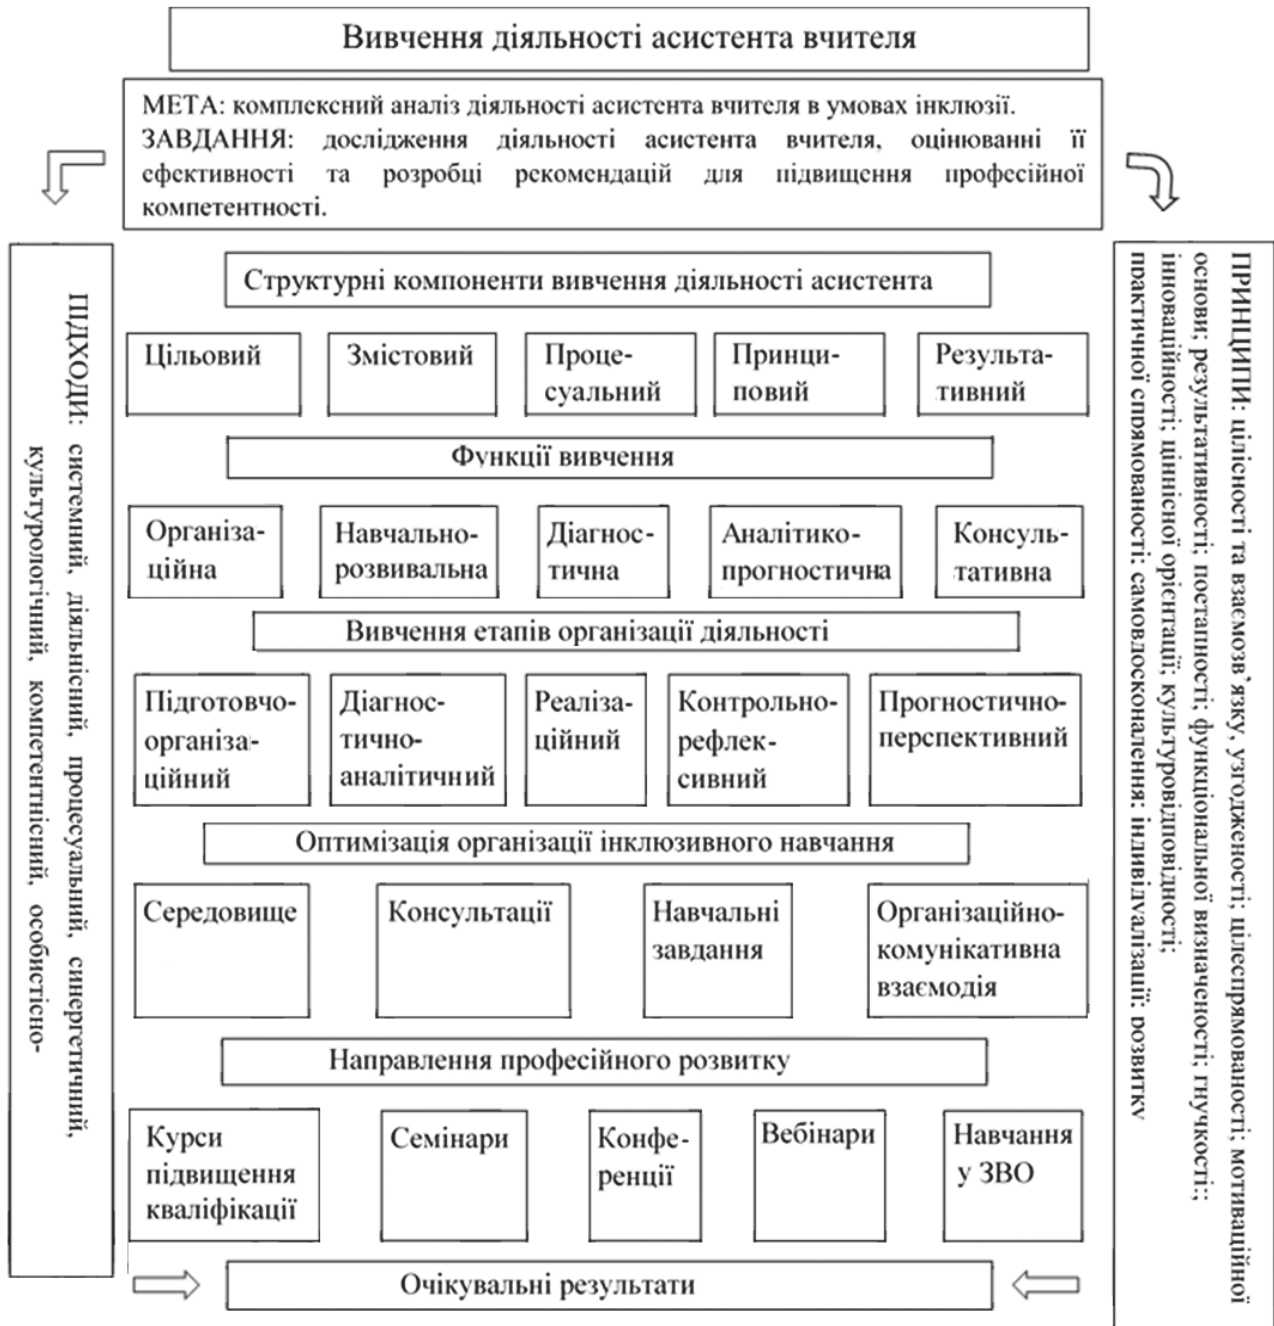 Вивчення діяльності асистента вчителя
МЕТА: комплексний аналіз діяльності асистента вчителя в умовах інклюзії.
ЗАВДАННЯ: дослідження діяльності асистента вчителя, оцінюванні її
ефективності та розробці рекомендацій для підвищення професійної
компетентності.
ПІДХОДИ: системний, діяльнісний, процесуальний, синергетичний,
культурологічний, компетентнісний, особистісно-
Структурні компоненти вивчення діяльності асистента
Цільовий
Змістовий
Проце-
суальний
Принци-
повий
Результа-
тивний
Функції вивчення
Організа-
ційна
Навчально-
розвивальна
Діагнос-
тична
Аналітико-
прогностична
Консуль-
тативна
Вивчення етапів організації діяльності
Підготовчо-
організа-
ційний
Діагнос-
тично-
аналітичний
Реаліза-
ційний
Контрольно-
рефлек-
сивний
Прогностично-
перспективний
Оптимізація організації інклюзивного навчання
Середовище
Консультації
Навчальні
завдання
Організаційно-
комунікативна
взаємодія
Направлення професійного розвитку
Курси
підвищення
кваліфікації
Семінари
Конфе-
ренції
Вебінари
Навчання
у ЗВО
Очікувальні результати
ПРИНЦИПИ: цілісності та взаємозв’язку, узгодженості; цілеспрямованості; мотиваційної
основи; результативності; поетапності; функціональної визначеності; гнучкості:;
інноваційності; ціннісної орієнтації; культуровідповідності;
практичної спрямованості; самовдосконалення; індивідуалізації; розвитку